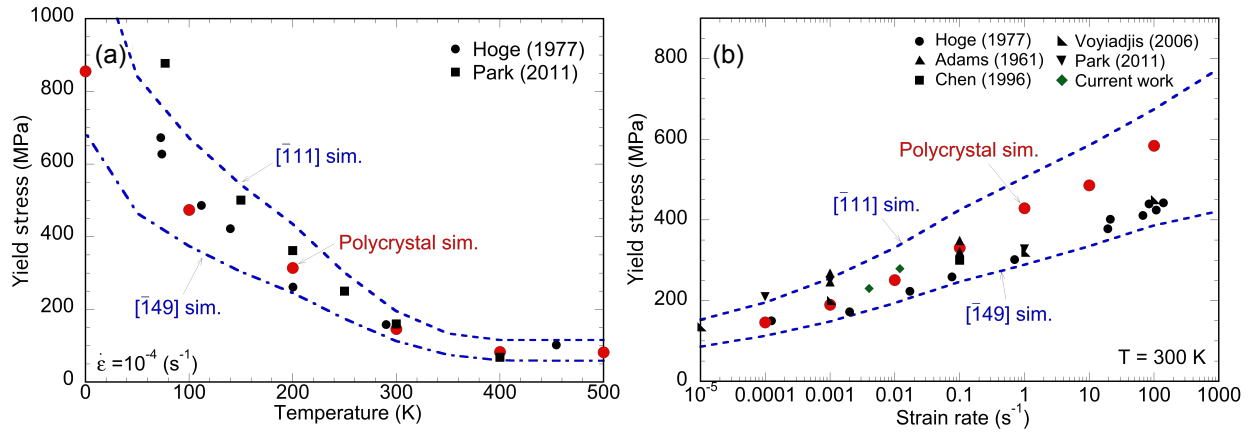 (a)
Hoge (1977)
Park (2011)
[1̄11] sim.
Polycrystal sim.
[1̄49] sim.
ε̇ =10⁻⁴ (s⁻¹)
Yield stress (MPa)
0
200
400
600
800
1000
0
100
200
300
400
500
Temperature (K)
(b)
Hoge (1977)
Adams (1961)
Chen (1996)
Voyiadjis (2006)
Park (2011)
Current work
Polycrystal sim.
[1̄11] sim.
[1̄49] sim.
T = 300 K
Yield stress (MPa)
0
200
400
600
800
10⁻⁵
0.0001
0.001
0.01
0.1
1
10
100
1000
Strain rate (s⁻¹)